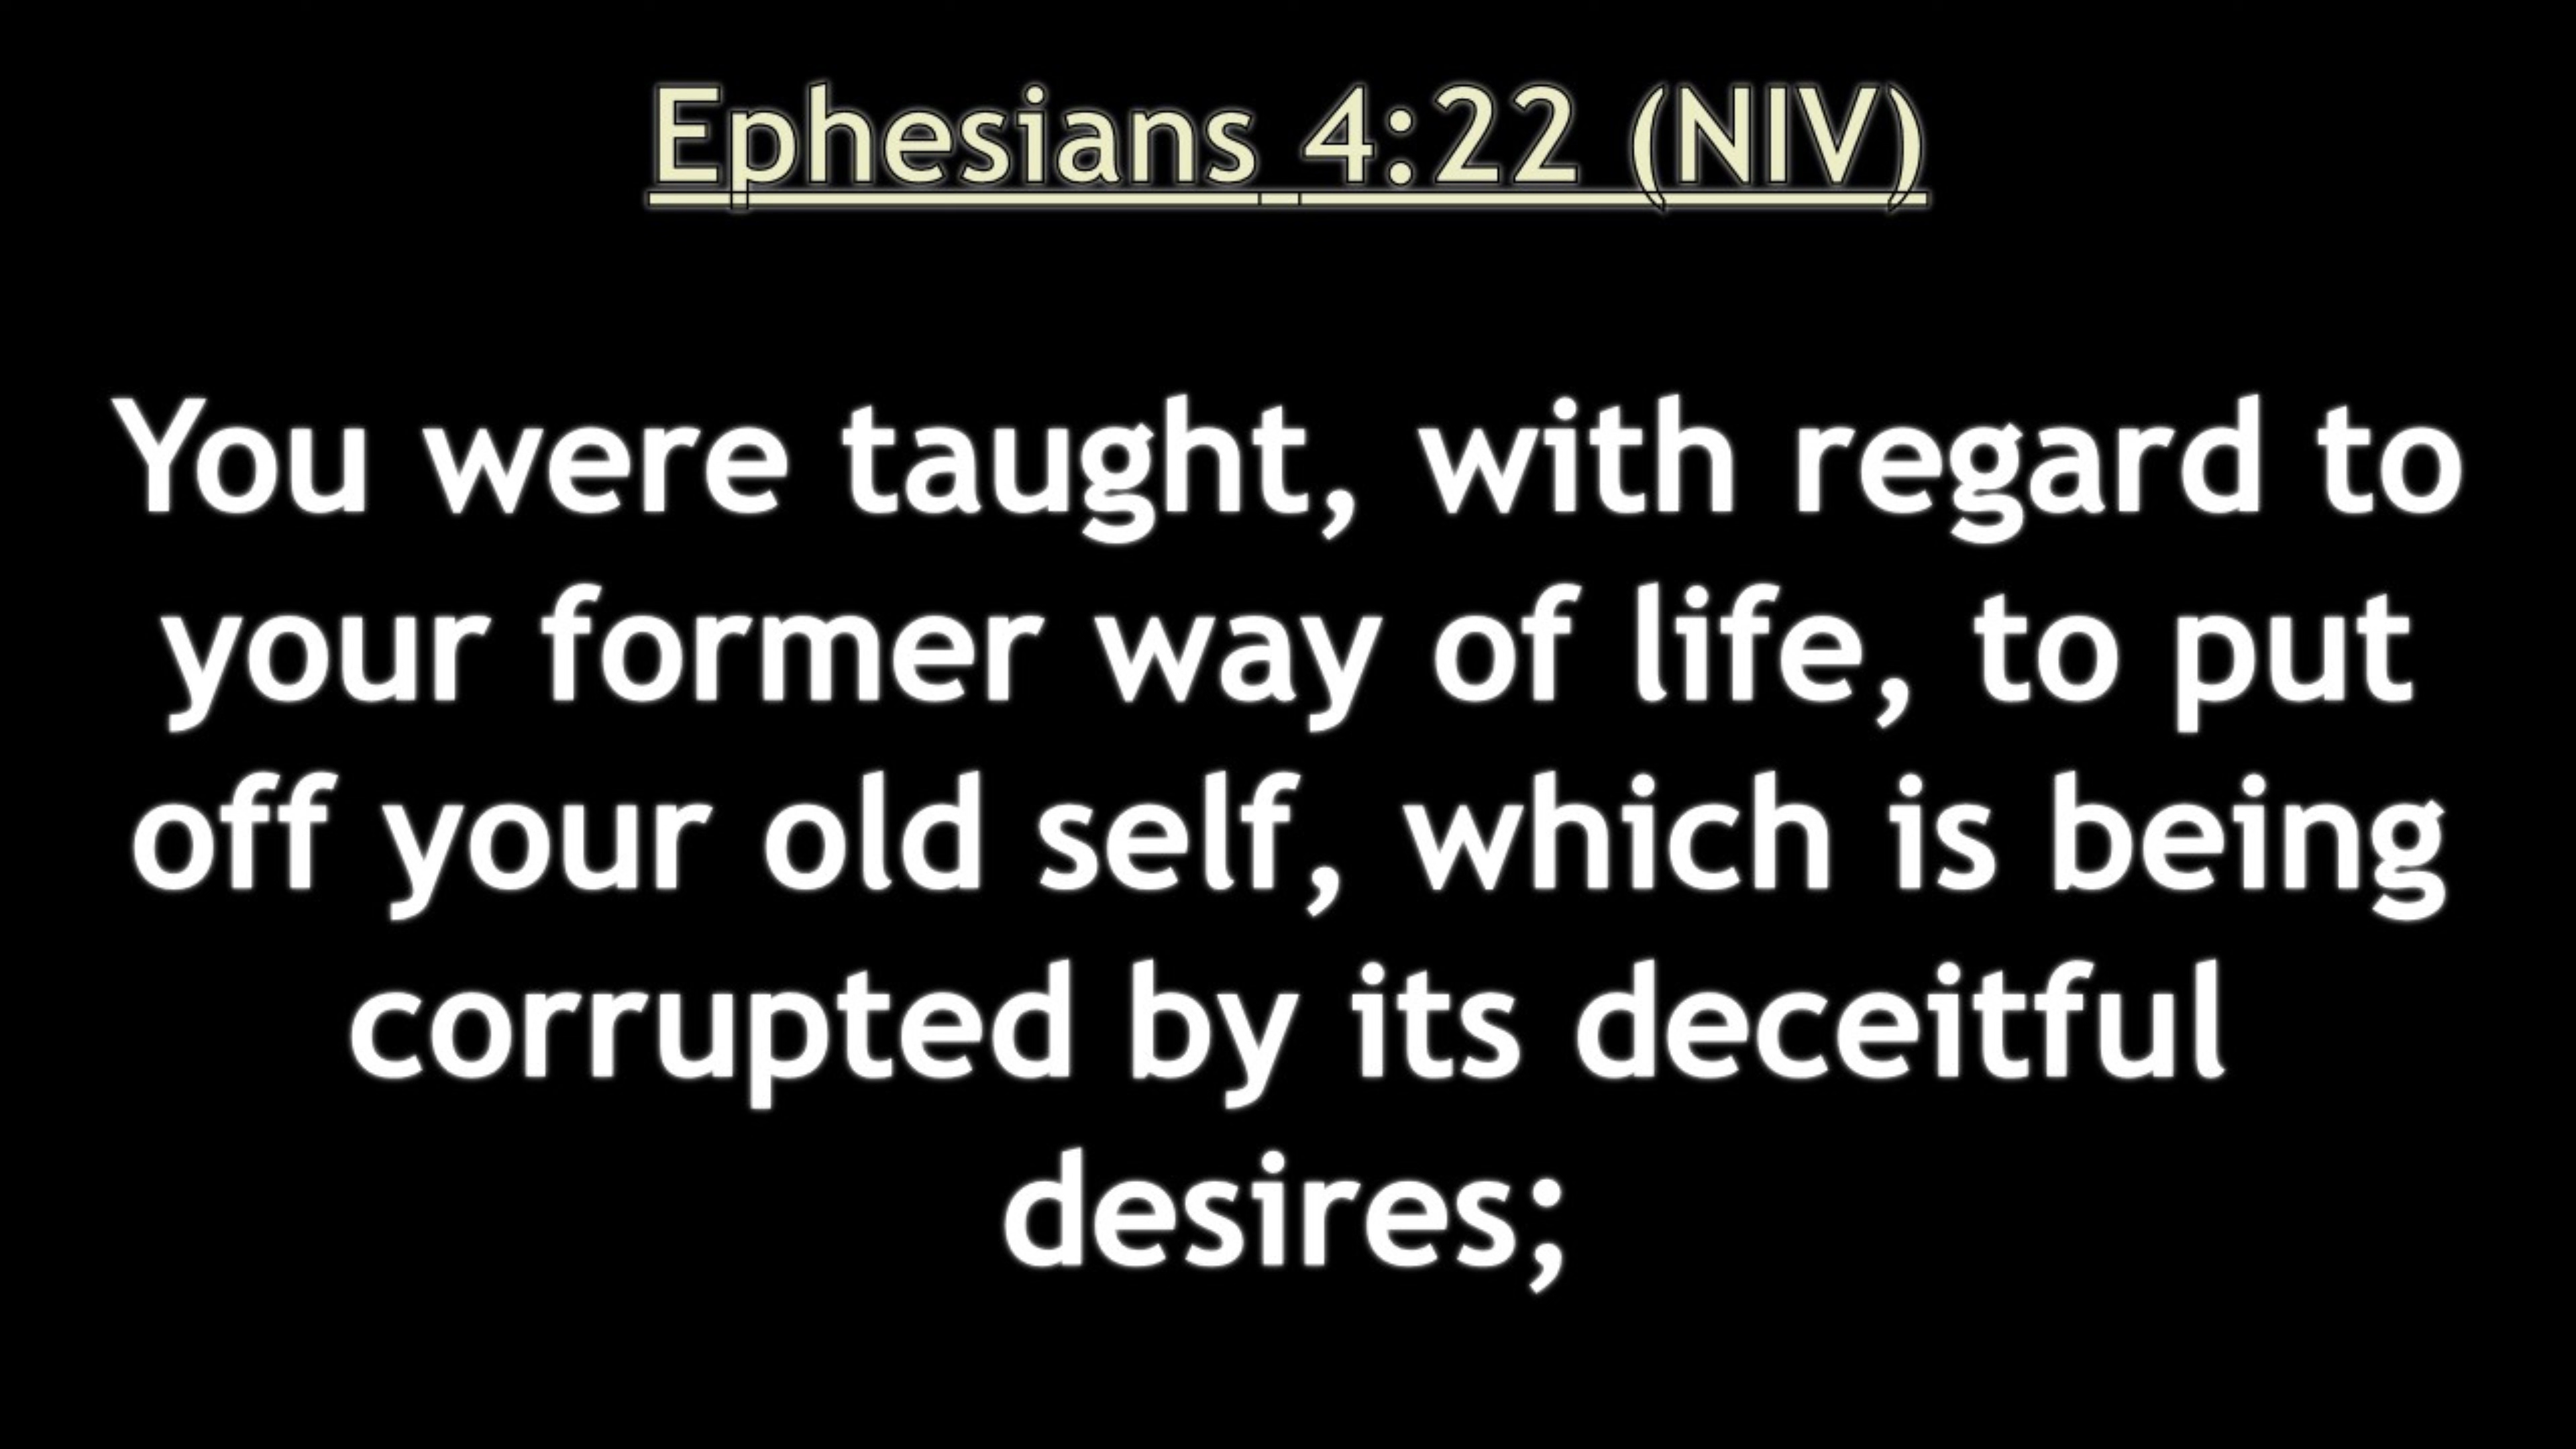 Ephesians 4:22 (NIV)
You were taught, with regard to
your former way of life, to put
off your old self, which is being
corrupted by its deceitful
desires;